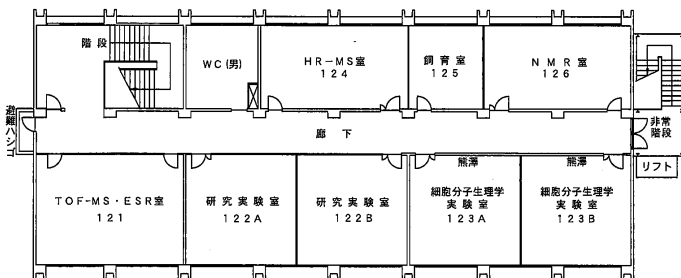 階段
WC(男)
HR-MS室
124
飼育室
125
NMR室
126
避難ハシゴ
廊下
非常
階段
リフト
TOF-MS・ESR室
121
研究実験室
122A
研究実験室
122B
熊澤
細胞分子生理学
実験室
123A
熊澤
細胞分子生理学
実験室
123B